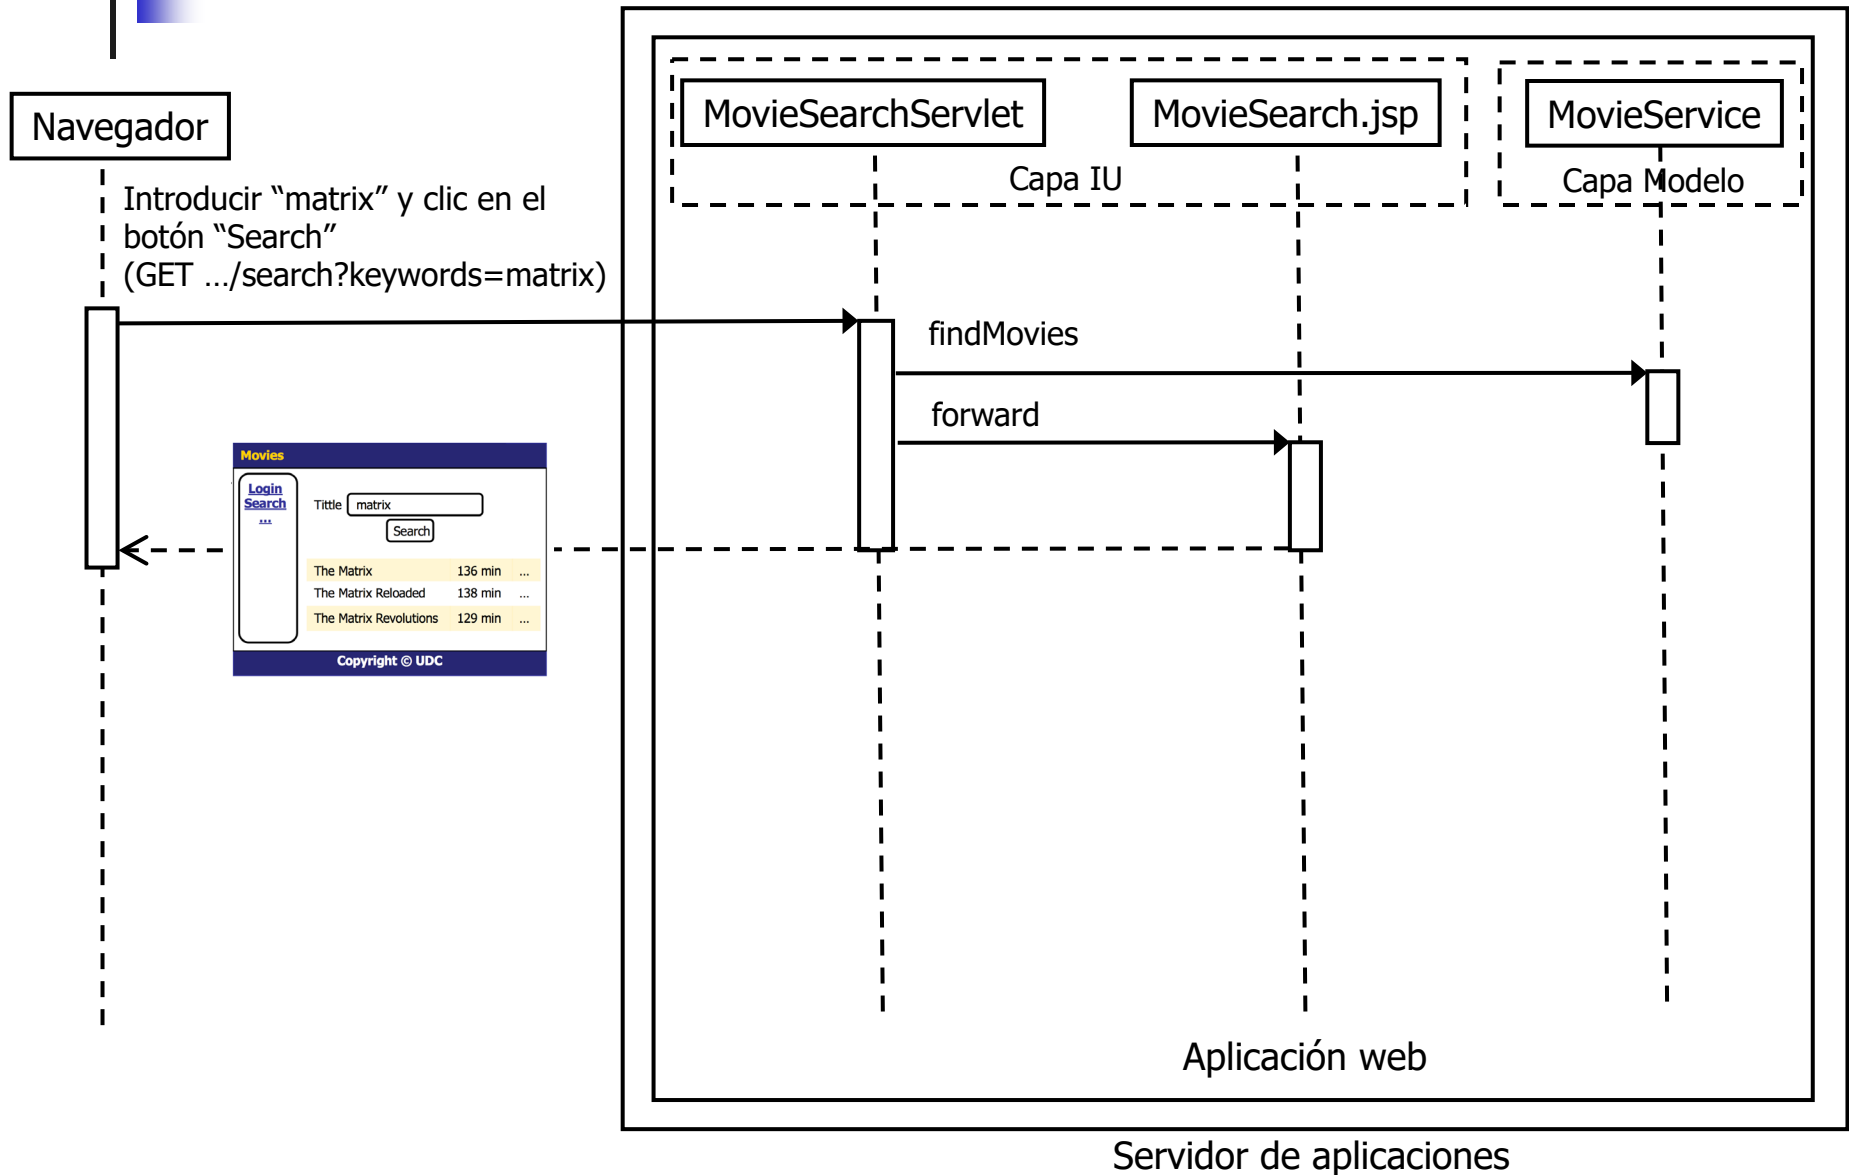 Navegador
MovieSearchServlet
MovieSearch.jsp
MovieService
Capa IU
Capa Modelo
Introducir “matrix” y clic en el
botón “Search”
(GET .../search?keywords=matrix)
findMovies
forward
Movies
Login
Search
...
Tittle
matrix
Search
The Matrix 136 min ...
The Matrix Reloaded 138 min ...
The Matrix Revolutions 129 min ...
Copyright © UDC
Aplicación web
Servidor de aplicaciones